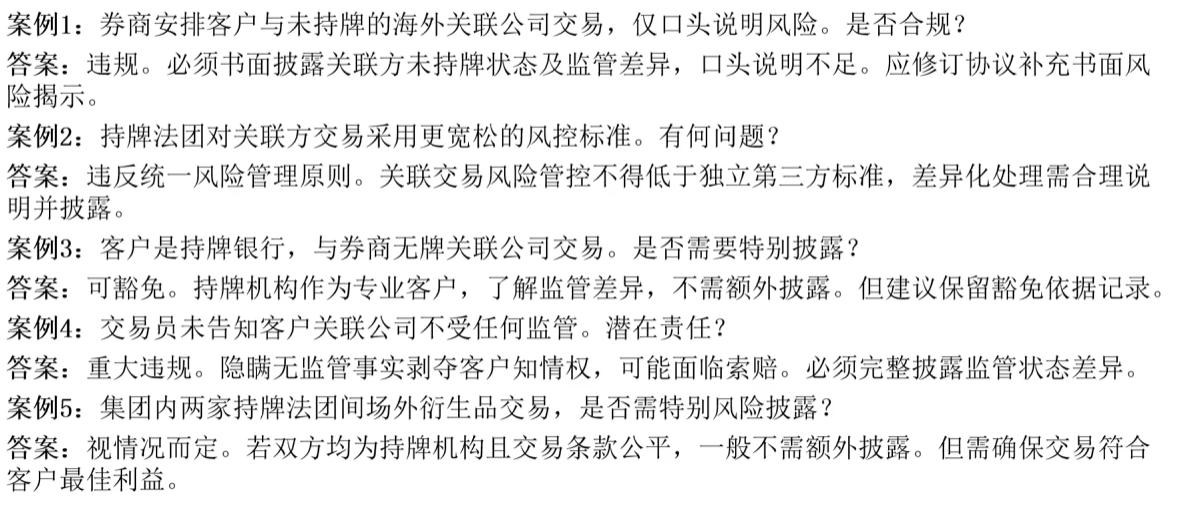 案例1：券商安排客户与未持牌的海外关联公司交易，仅口头说明风险。是否合规？
答案：违规。必须书面披露关联方未持牌状态及监管差异，口头说明不足。应修订协议补充书面风
险揭示。
案例2：持牌法团对关联方交易采用更宽松的风控标准。有何问题？
答案：违反统一风险管理原则。关联交易风险管控不得低于独立第三方标准，差异化处理需合理说
明并披露。
案例3：客户是持牌银行，与券商无牌关联公司交易。是否需要特别披露？
答案：可豁免。持牌机构作为专业客户，了解监管差异，不需额外披露。但建议保留豁免依据记录。
案例4：交易员未告知客户关联公司不受任何监管。潜在责任？
答案：重大违规。隐瞒无监管事实剥夺客户知情权，可能面临索赔。必须完整披露监管状态差异。
案例5：集团内两家持牌法团间场外衍生品交易，是否需特别风险披露？
答案：视情况而定。若双方均为持牌机构且交易条款公平，一般不需额外披露。但需确保交易符合
客户最佳利益。